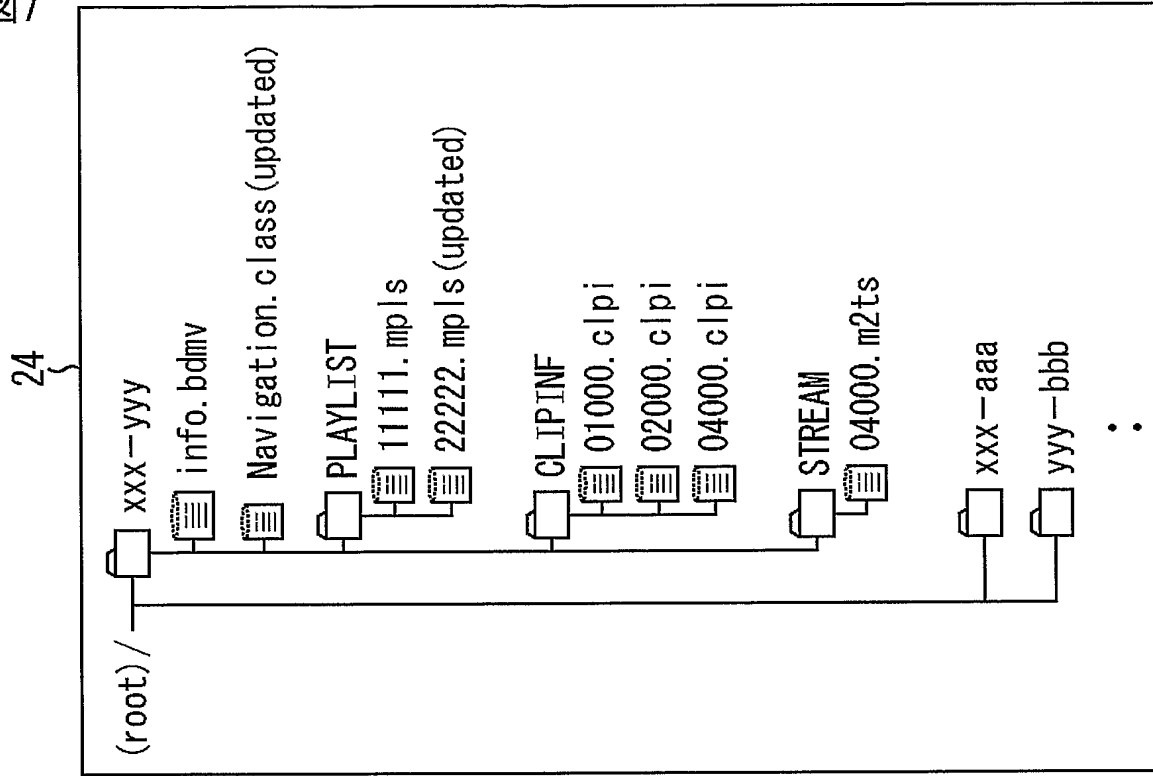 図7
24
(root)/
xxx-yyy
info.bdmv
Navigation.class(updated)
PLAYLIST
11111.mpls
22222.mpls(updated)
CLIPINF
01000.clpi
02000.clpi
04000.clpi
STREAM
04000.m2ts
xxx-aaa
yyy-bbb